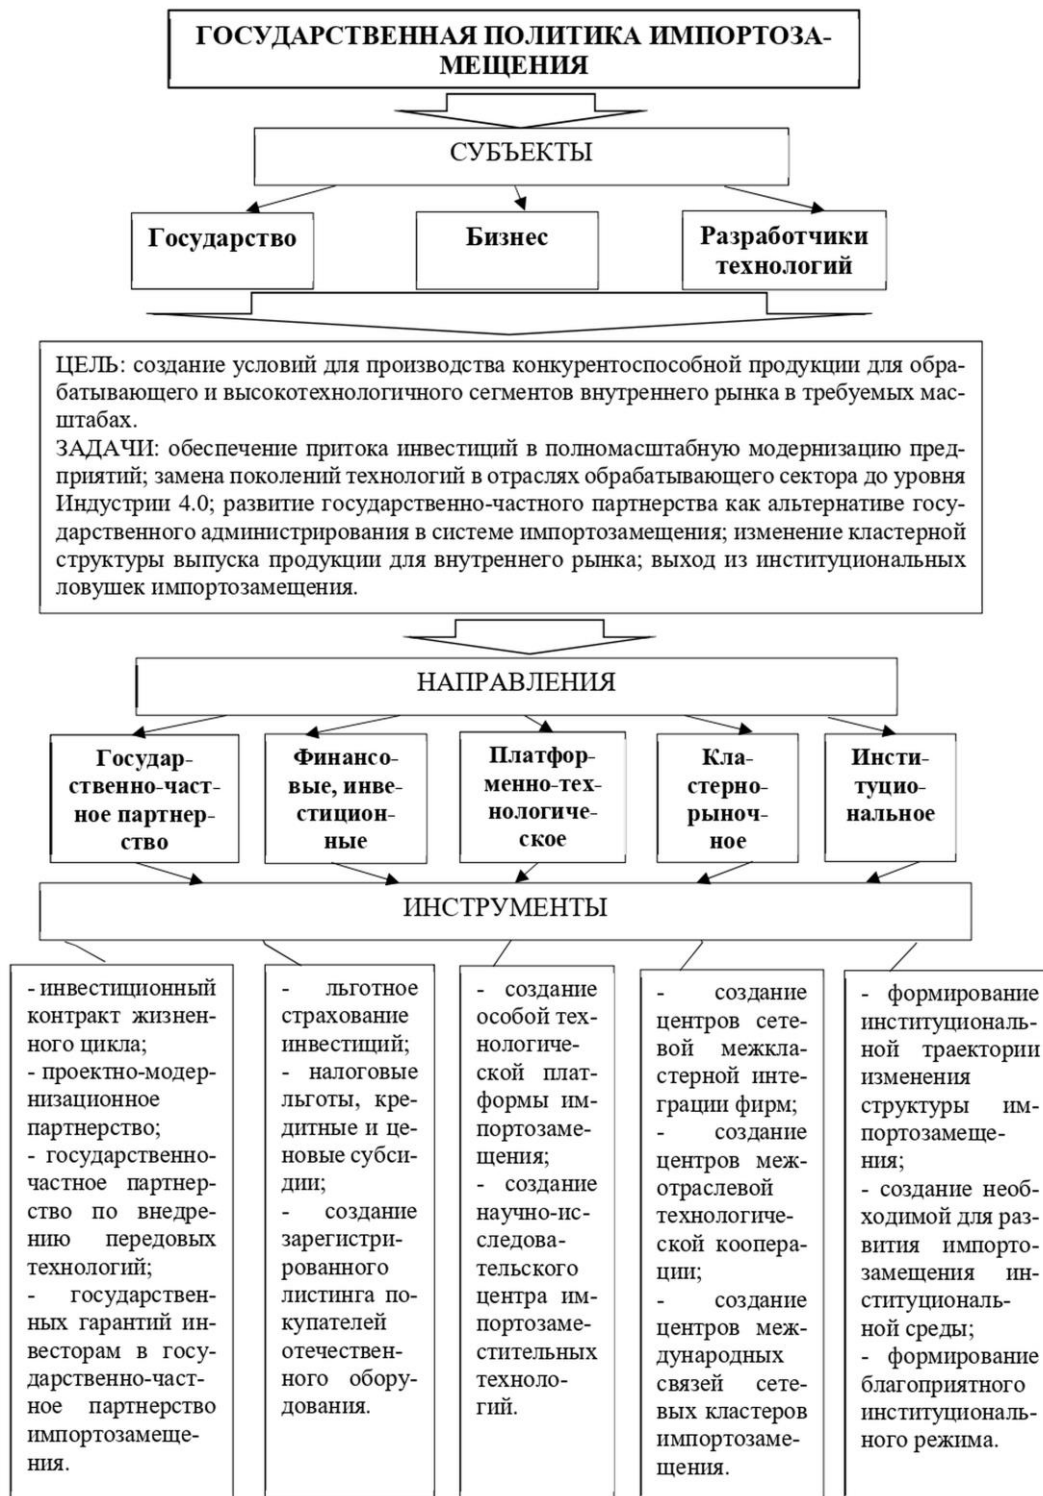 ГОСУДАРСТВЕННАЯ ПОЛИТИКА ИМПОРТОЗА-
МЕЩЕНИЯ
СУБЪЕКТЫ
Государство
Бизнес
Разработчики
технологий
ЦЕЛЬ: создание условий для производства конкурентоспособной продукции для обра-
батывающего и высокотехнологичного сегментов внутреннего рынка в требуемых мас-
штабах.
ЗАДАЧИ: обеспечение притока инвестиций в полномасштабную модернизацию пред-
приятий; замена поколений технологий в отраслях обрабатывающего сектора до уровня
Индустрии 4.0; развитие государственно-частного партнерства как альтернативе госу-
дарственного администрирования в системе импортозамещения; изменение кластерной
структуры выпуска продукции для внутреннего рынка; выход из институциональных
ловушек импортозамещения.
НАПРАВЛЕНИЯ
Государ-
ственно-част-
ное партнер-
ство
Финансо-
вые, инве-
стицион-
ные
Платфор-
менно-тех-
нологиче-
ское
Кла-
стерно-
рыноч-
ное
Инсти-
туцио-
нальное
ИНСТРУМЕНТЫ
- инвестиционный
контракт жизнен-
ного цикла;
- проектно-модер-
низационное
партнерство;
- государственно-
частное партнер-
ство по внедре-
нию передовых
технологий;
- государствен-
ных гарантий ин-
весторам в госу-
дарственно-част-
ное партнерство
импортозамеще-
ния.
- льготное
страхование
инвестиций;
- налоговые
льготы, кре-
дитные и це-
новые субси-
дии;
- создание
зарегистри-
рованного
листинга по-
купателей
отечествен-
ного обору-
дования.
- создание
особой тех-
нологиче-
ской плат-
формы им-
портозаме-
щения;
- создание
научно-ис-
следова-
тельского
центра им-
портозаме-
стительных
техноло-
гий.
- создание
центров сете-
вой межкла-
стерной инте-
грации фирм;
- создание
центров меж-
отраслевой
технологиче-
ской коопера-
ции;
- создание
центров меж-
дународных
связей сете-
вых кластеров
импортозаме-
щения.
- формирование
институциональ-
ной траектории
изменения
структуры им-
портозамеще-
ния;
- создание необ-
ходимой для раз-
вития импорто-
замещения ин-
ституциональ-
ной среды;
- формирование
благоприятного
институциональ-
ного режима.